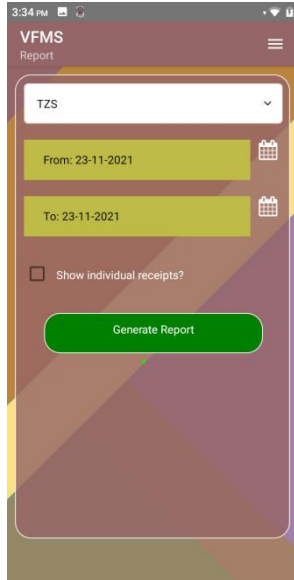 3:34 PM
VFMS
Report
TZS
From: 23-11-2021
To: 23-11-2021
Show individual receipts?
Generate Report